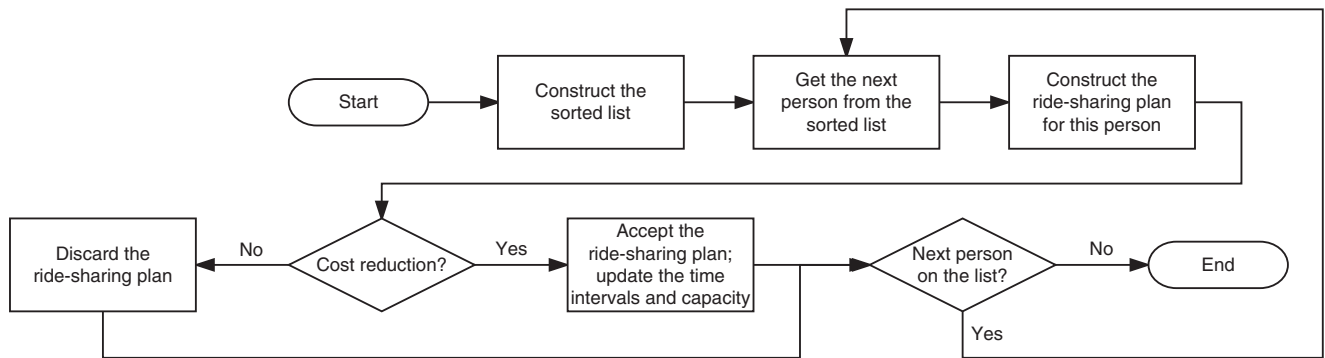 Start
Construct the
sorted list
Get the next
person from the
sorted list
Construct the
ride-sharing plan
for this person
Discard the
ride-sharing plan
No
Cost reduction?
Yes
Accept the
ride-sharing plan;
update the time
intervals and capacity
Next person
on the list?
No
End
Yes